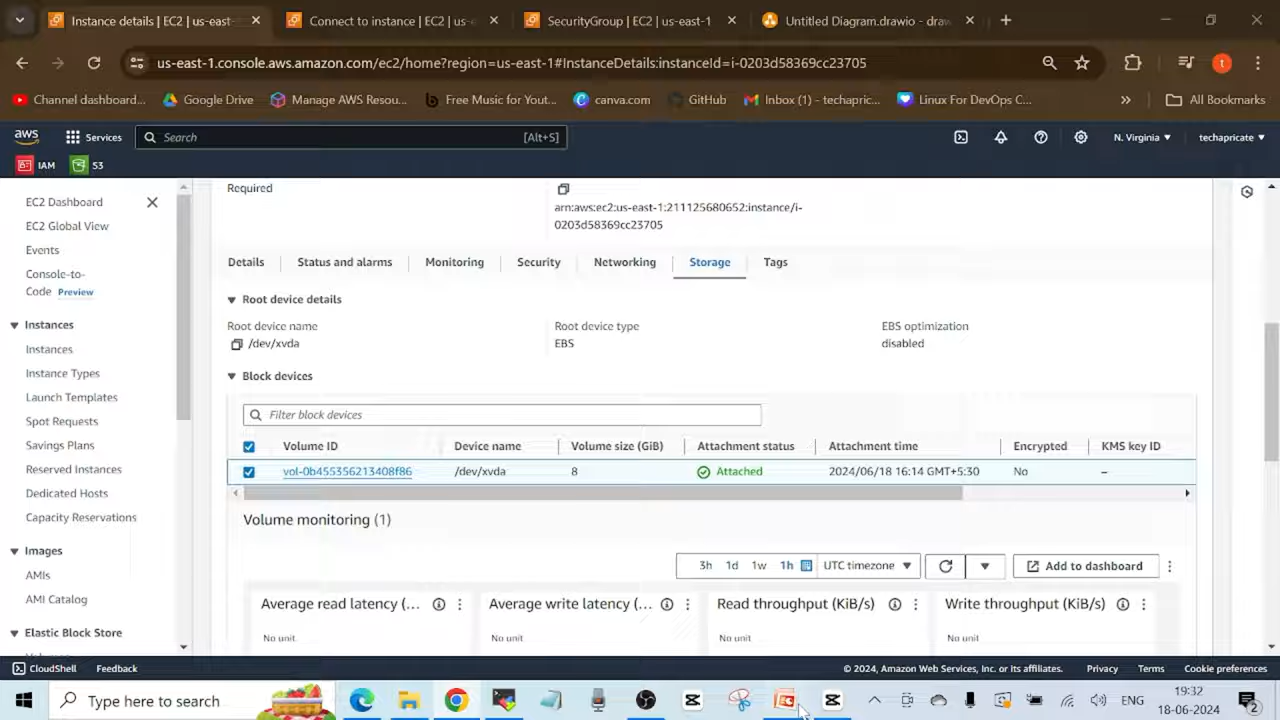 Instance details | EC2 | us-east-1
Connect to instance | EC2 | us-e
SecurityGroup | EC2 | us-east-1
Untitled Diagram.drawio - draw
us-east-1.console.aws.amazon.com/ec2/home?region=us-east-1#InstanceDetails:instanceId=i-0203d58369cc23705
t
Channel dashboard...
Google Drive
Manage AWS Resou...
Free Music for Yout...
canva.com
GitHub
Inbox (1) - techapric...
Linux For DevOps C...
»
All Bookmarks
aws
Services
Search
[Alt+S]
N. Virginia
techapricate
IAM
S3
EC2 Dashboard
EC2 Global View
Events
Console-to-
Code Preview
Instances
Instances
Instance Types
Launch Templates
Spot Requests
Savings Plans
Reserved Instances
Dedicated Hosts
Capacity Reservations
Images
AMIs
AMI Catalog
Elastic Block Store
Required
arn:aws:ec2:us-east-1:211125680652:instance/i-
0203d58369cc23705
Details
Status and alarms
Monitoring
Security
Networking
Storage
Tags
Root device details
Root device name
/dev/xvda
Root device type
EBS
EBS optimization
disabled
Block devices
Filter block devices
Volume ID
Device name
Volume size (GiB)
Attachment status
Attachment time
Encrypted
KMS key ID
vol-0b455356213408f86
/dev/xvda
8
Attached
2024/06/18 16:14 GMT+5:30
No
–
Volume monitoring (1)
3h
1d
1w
1h
UTC timezone
Add to dashboard
Average read latency (...
Average write latency (...
Read throughput (KiB/s)
Write throughput (KiB/s)
No unit
No unit
No unit
No unit
CloudShell
Feedback
© 2024, Amazon Web Services, Inc. or its affiliates.
Privacy
Terms
Cookie preferences
Type here to search
ENG
19:32
18-06-2024
2